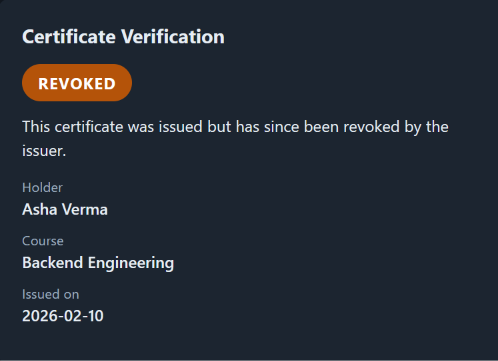 Certificate Verification
REVOKED
This certificate was issued but has since been revoked by the
issuer.
Holder
Asha Verma
Course
Backend Engineering
Issued on
2026-02-10